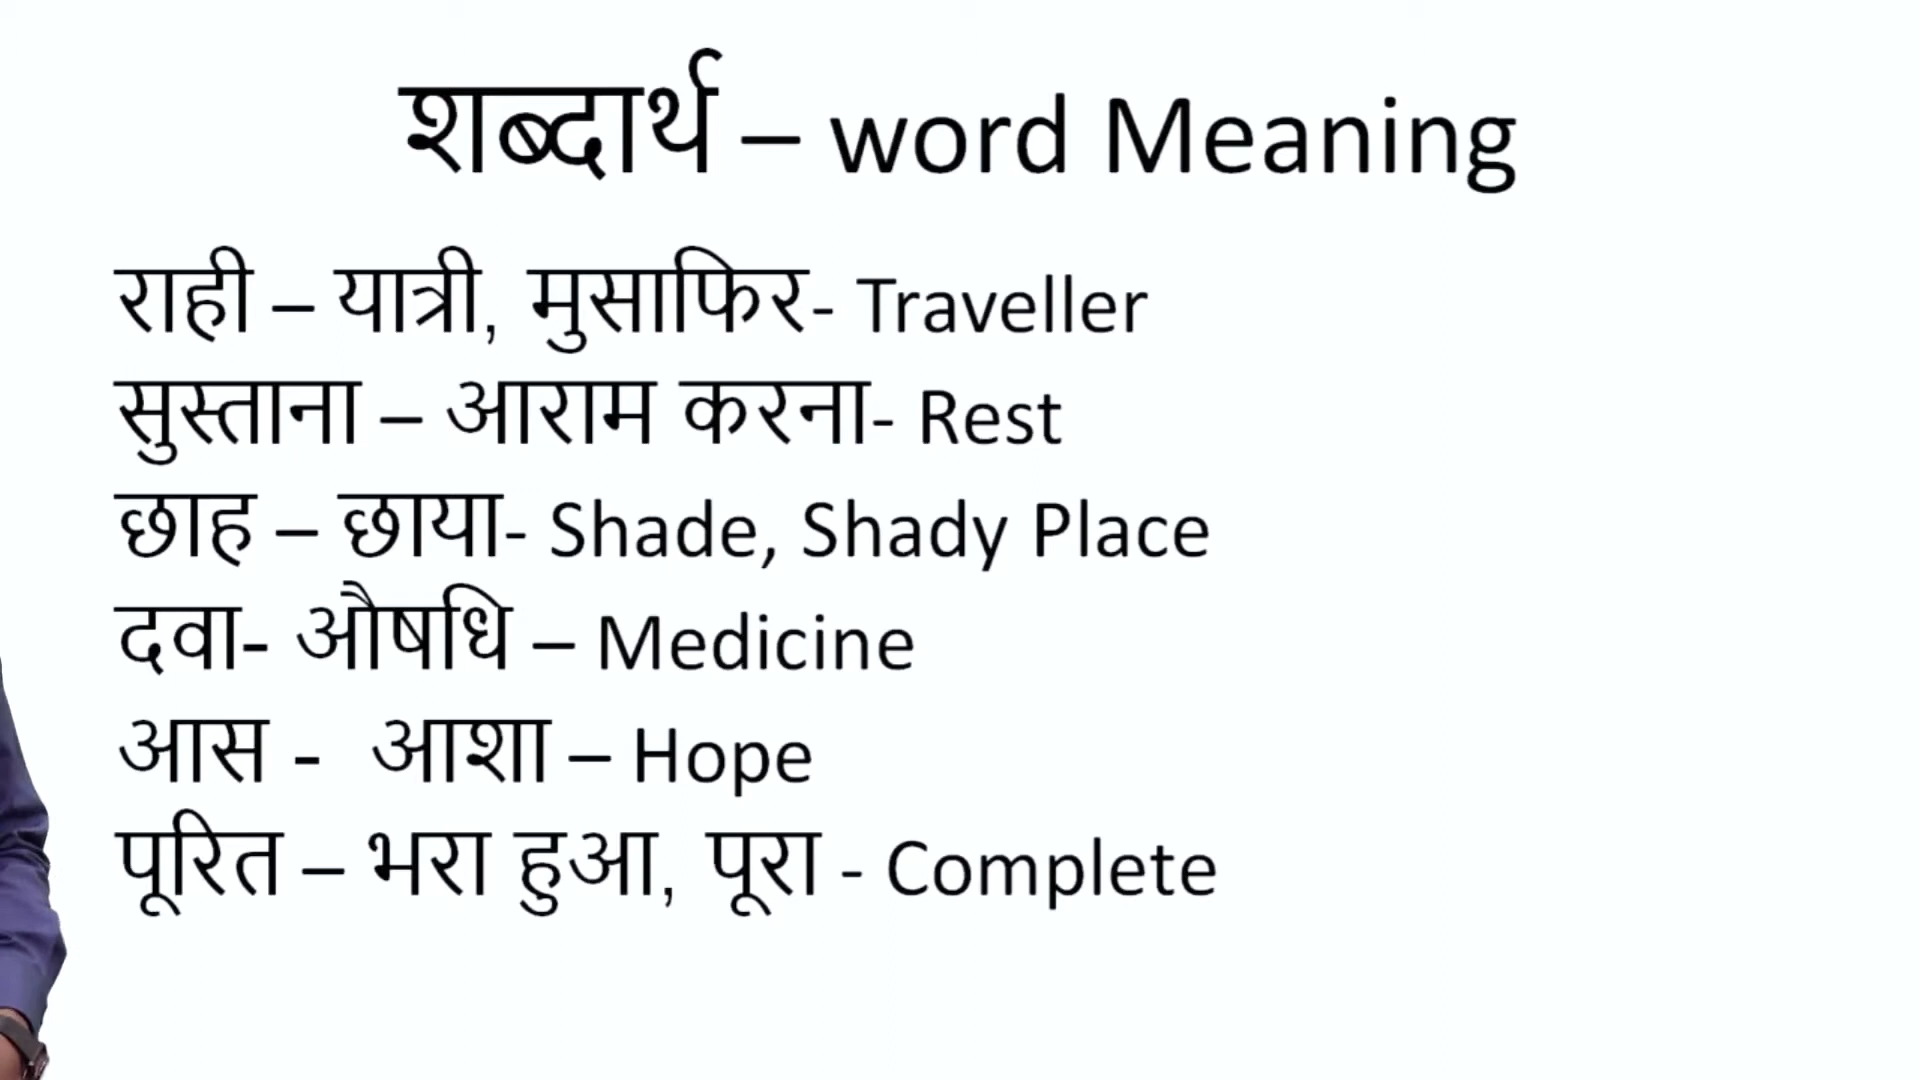 शब्दार्थ – word Meaning
राही – यात्री, मुसाफिर- Traveller
सुस्ताना – आराम करना- Rest
छाह – छाया- Shade, Shady Place
दवा- औषधि – Medicine
आस - आशा – Hope
पूरित – भरा हुआ, पूरा - Complete